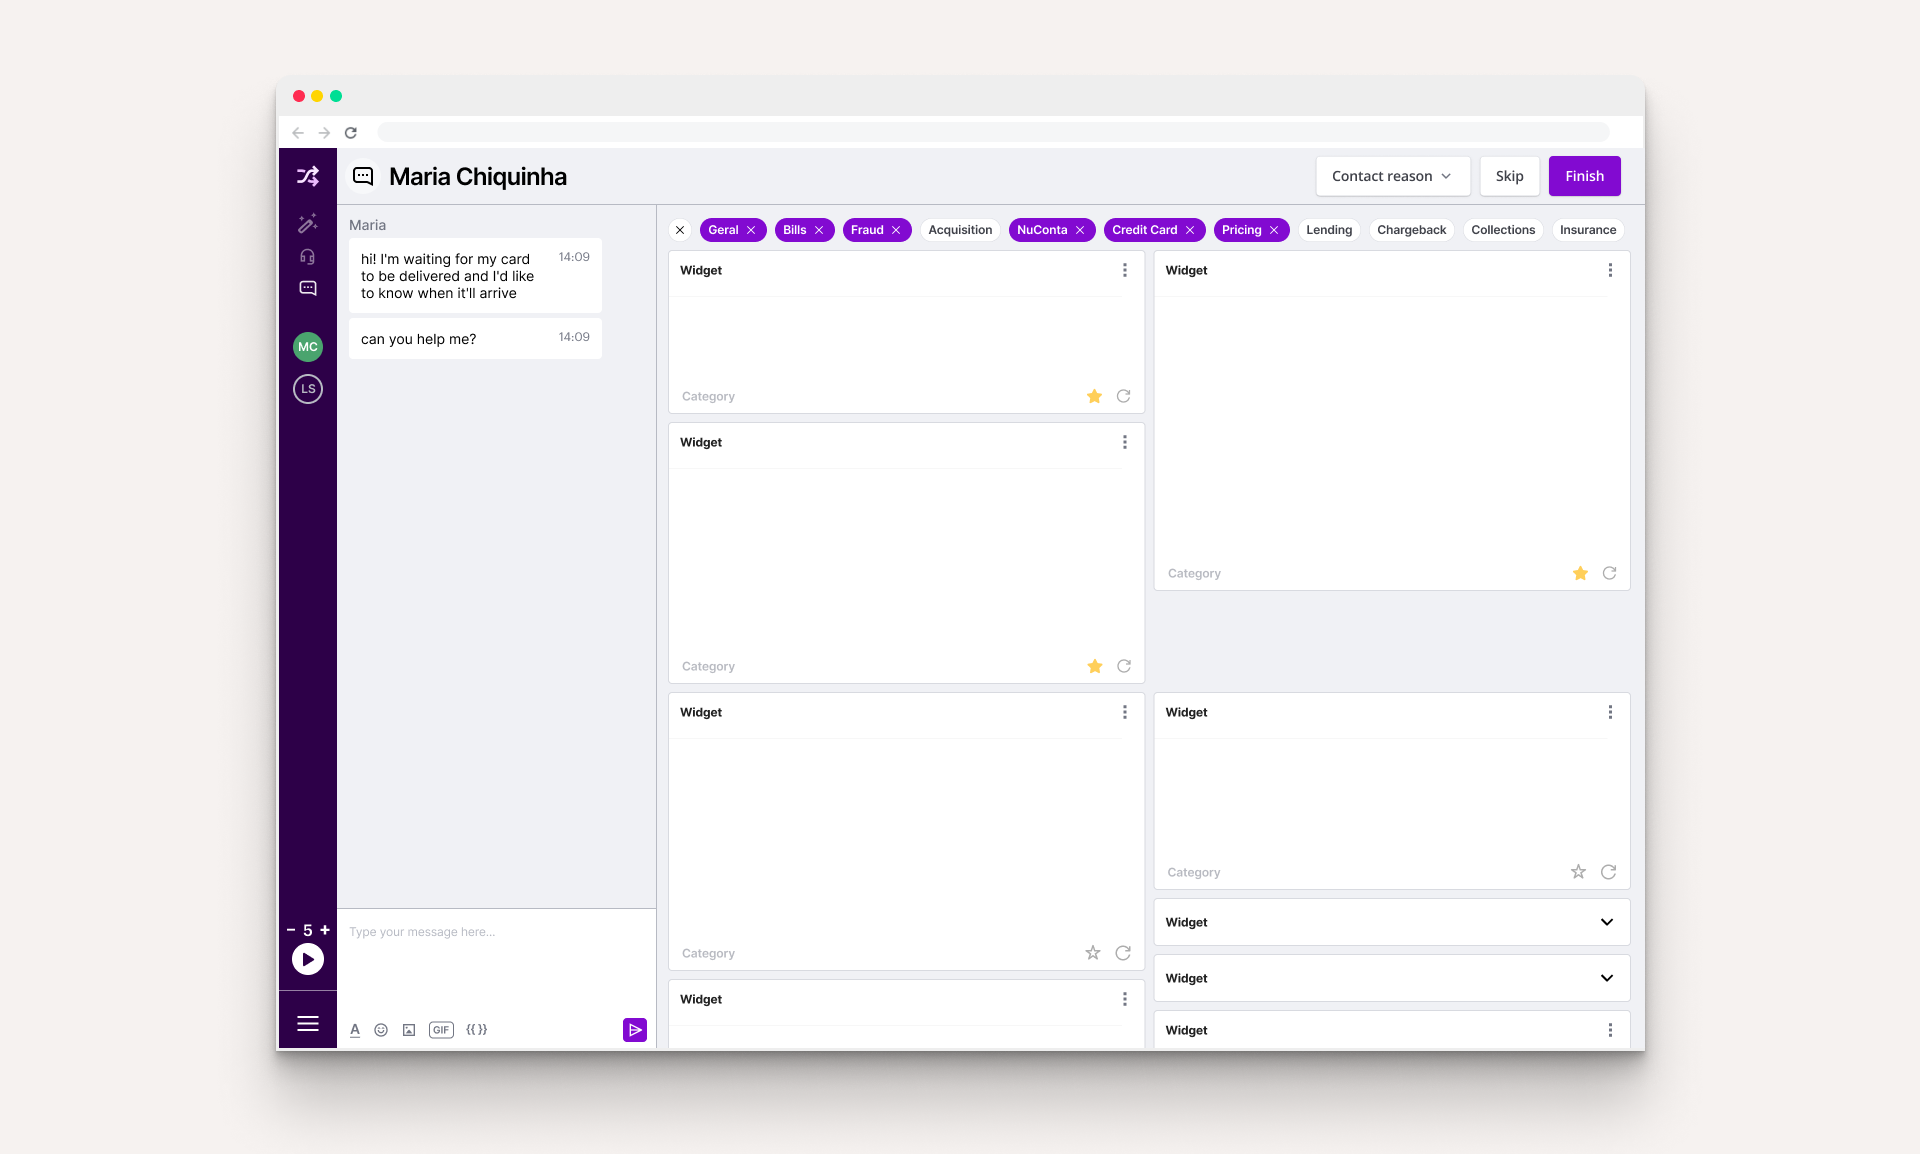 Maria Chiquinha
Contact reason
Skip
Finish
MC
LS
- 5 +
Maria
hi! I'm waiting for my card
to be delivered and I'd like
to know when it'll arrive
14:09
can you help me?
14:09
Type your message here...
A
GIF
{{ }}
Geral
Bills
Fraud
Acquisition
NuConta
Credit Card
Pricing
Lending
Chargeback
Collections
Insurance
Widget
Category
Widget
Category
Widget
Category
Widget
Category
Widget
Category
Widget
Widget
Widget
Widget